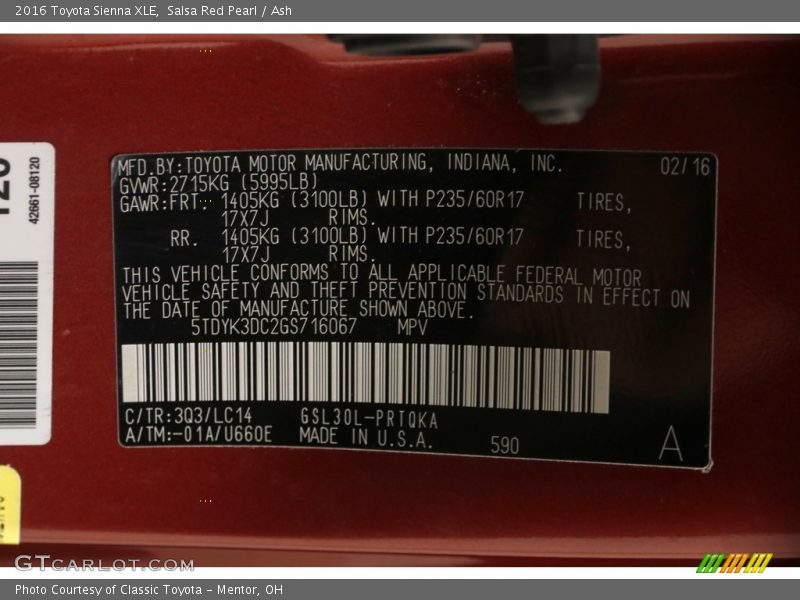 2016 Toyota Sienna XLE, Salsa Red Pearl / Ash
42661-08120
MFD.BY:TOYOTA MOTOR MANUFACTURING, INDIANA, INC. 02/16
GVWR:2715KG (5995LB)
GAWR:FRT. 1405KG (3100LB) WITH P235/60R17 TIRES,
17X7J RIMS.
RR. 1405KG (3100LB) WITH P235/60R17 TIRES,
17X7J RIMS.
THIS VEHICLE CONFORMS TO ALL APPLICABLE FEDERAL MOTOR
VEHICLE SAFETY AND THEFT PREVENTION STANDARDS IN EFFECT ON
THE DATE OF MANUFACTURE SHOWN ABOVE.
5TDYK3DC2GS716067 MPV
C/TR:3Q3/LC14 GSL30L-PRTQKA
A/TM:-01A/U660E MADE IN U.S.A. 590 A
GTCARLOT.COM
Photo Courtesy of Classic Toyota - Mentor, OH